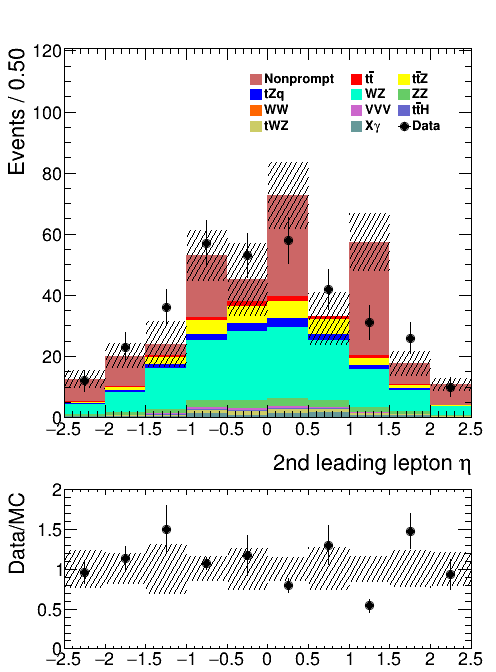 Events / 0.50
120
100
80
60
40
20
0
Nonprompt tt̄ tt̄Z
tZq WZ ZZ
WW VVV tt̄H
tWZ Xγ Data
−2.5 −2 −1.5 −1 −0.5 0 0.5 1 1.5 2 2.5
2nd leading lepton η
Data/MC
2
1.5
1
0.5
0
−2.5 −2 −1.5 −1 −0.5 0 0.5 1 1.5 2 2.5